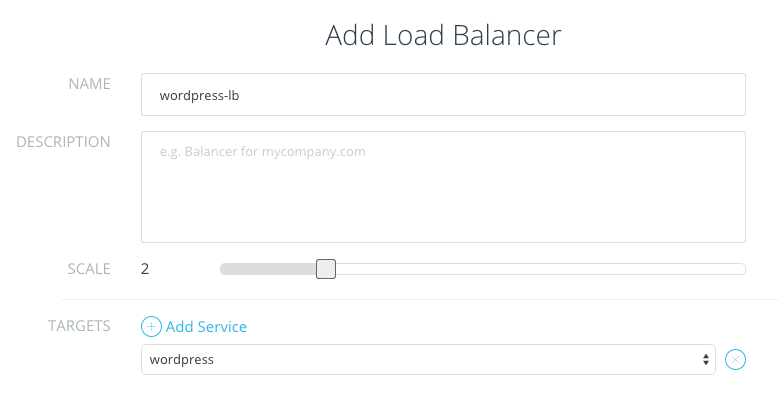 Add Load Balancer
NAME
wordpress-lb
DESCRIPTION
e.g. Balancer for mycompany.com
SCALE 2
TARGETS Add Service
wordpress